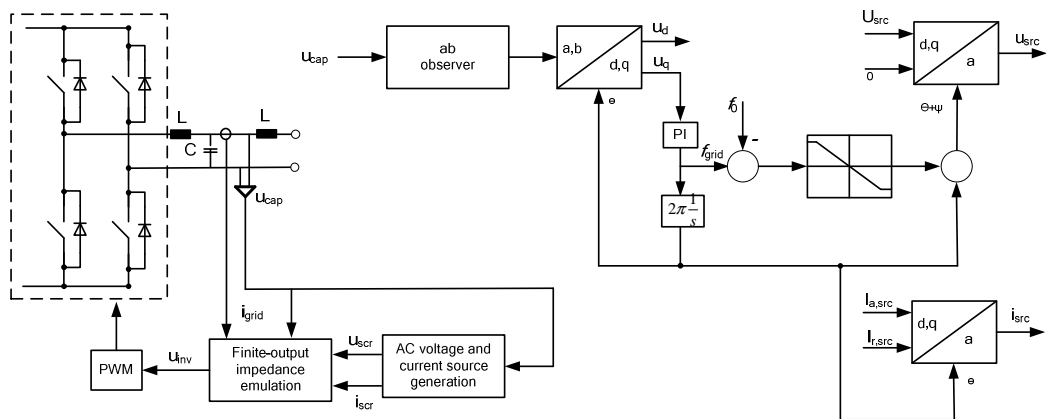 L
L
C
u_cap
i_grid
PWM
u_inv
Finite-output
impedance
emulation
u_scr
i_scr
AC voltage and
current source
generation
u_cap
ab
observer
a,b
d,q
u_d
u_q
ɵ
PI
f_grid
f_0
-
2π 1/s
U_src
0
d,q
a
u_src
ɵ+ψ
I_a,src
I_r,src
d,q
a
i_src
ɵ